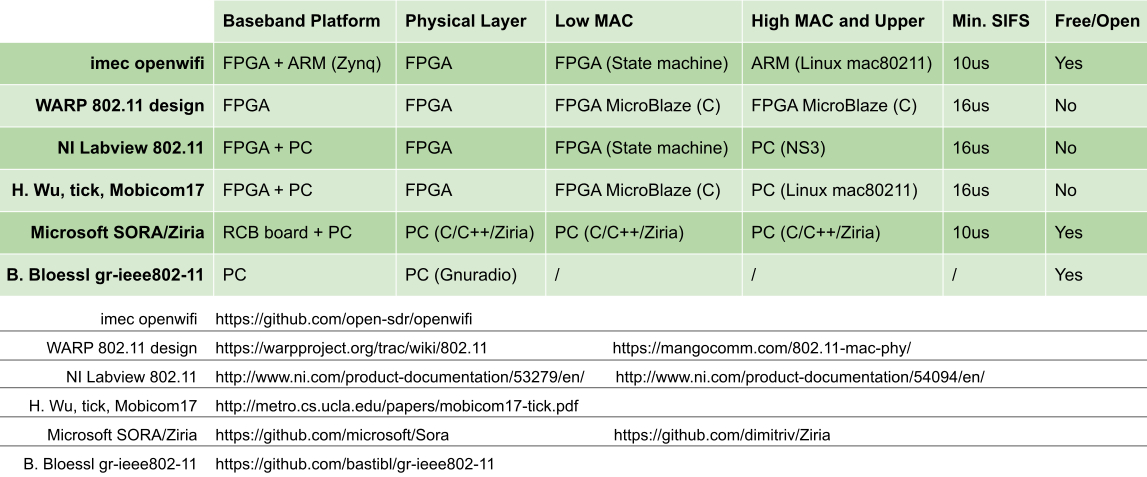 Baseband Platform Physical Layer Low MAC High MAC and Upper Min. SIFS Free/Open
imec openwifi FPGA + ARM (Zynq) FPGA FPGA (State machine) ARM (Linux mac80211) 10us Yes
WARP 802.11 design FPGA FPGA FPGA MicroBlaze (C) FPGA MicroBlaze (C) 16us No
NI Labview 802.11 FPGA + PC FPGA FPGA (State machine) PC (NS3) 16us No
H. Wu, tick, Mobicom17 FPGA + PC FPGA FPGA MicroBlaze (C) PC (Linux mac80211) 16us No
Microsoft SORA/Ziria RCB board + PC PC (C/C++/Ziria) PC (C/C++/Ziria) PC (C/C++/Ziria) 10us Yes
B. Bloessl gr-ieee802-11 PC PC (Gnuradio) / / / Yes
imec openwifi https://github.com/open-sdr/openwifi
WARP 802.11 design https://warpproject.org/trac/wiki/802.11 https://mangocomm.com/802.11-mac-phy/
NI Labview 802.11 http://www.ni.com/product-documentation/53279/en/ http://www.ni.com/product-documentation/54094/en/
H. Wu, tick, Mobicom17 http://metro.cs.ucla.edu/papers/mobicom17-tick.pdf
Microsoft SORA/Ziria https://github.com/microsoft/Sora https://github.com/dimitriv/Ziria
B. Bloessl gr-ieee802-11 https://github.com/bastibl/gr-ieee802-11